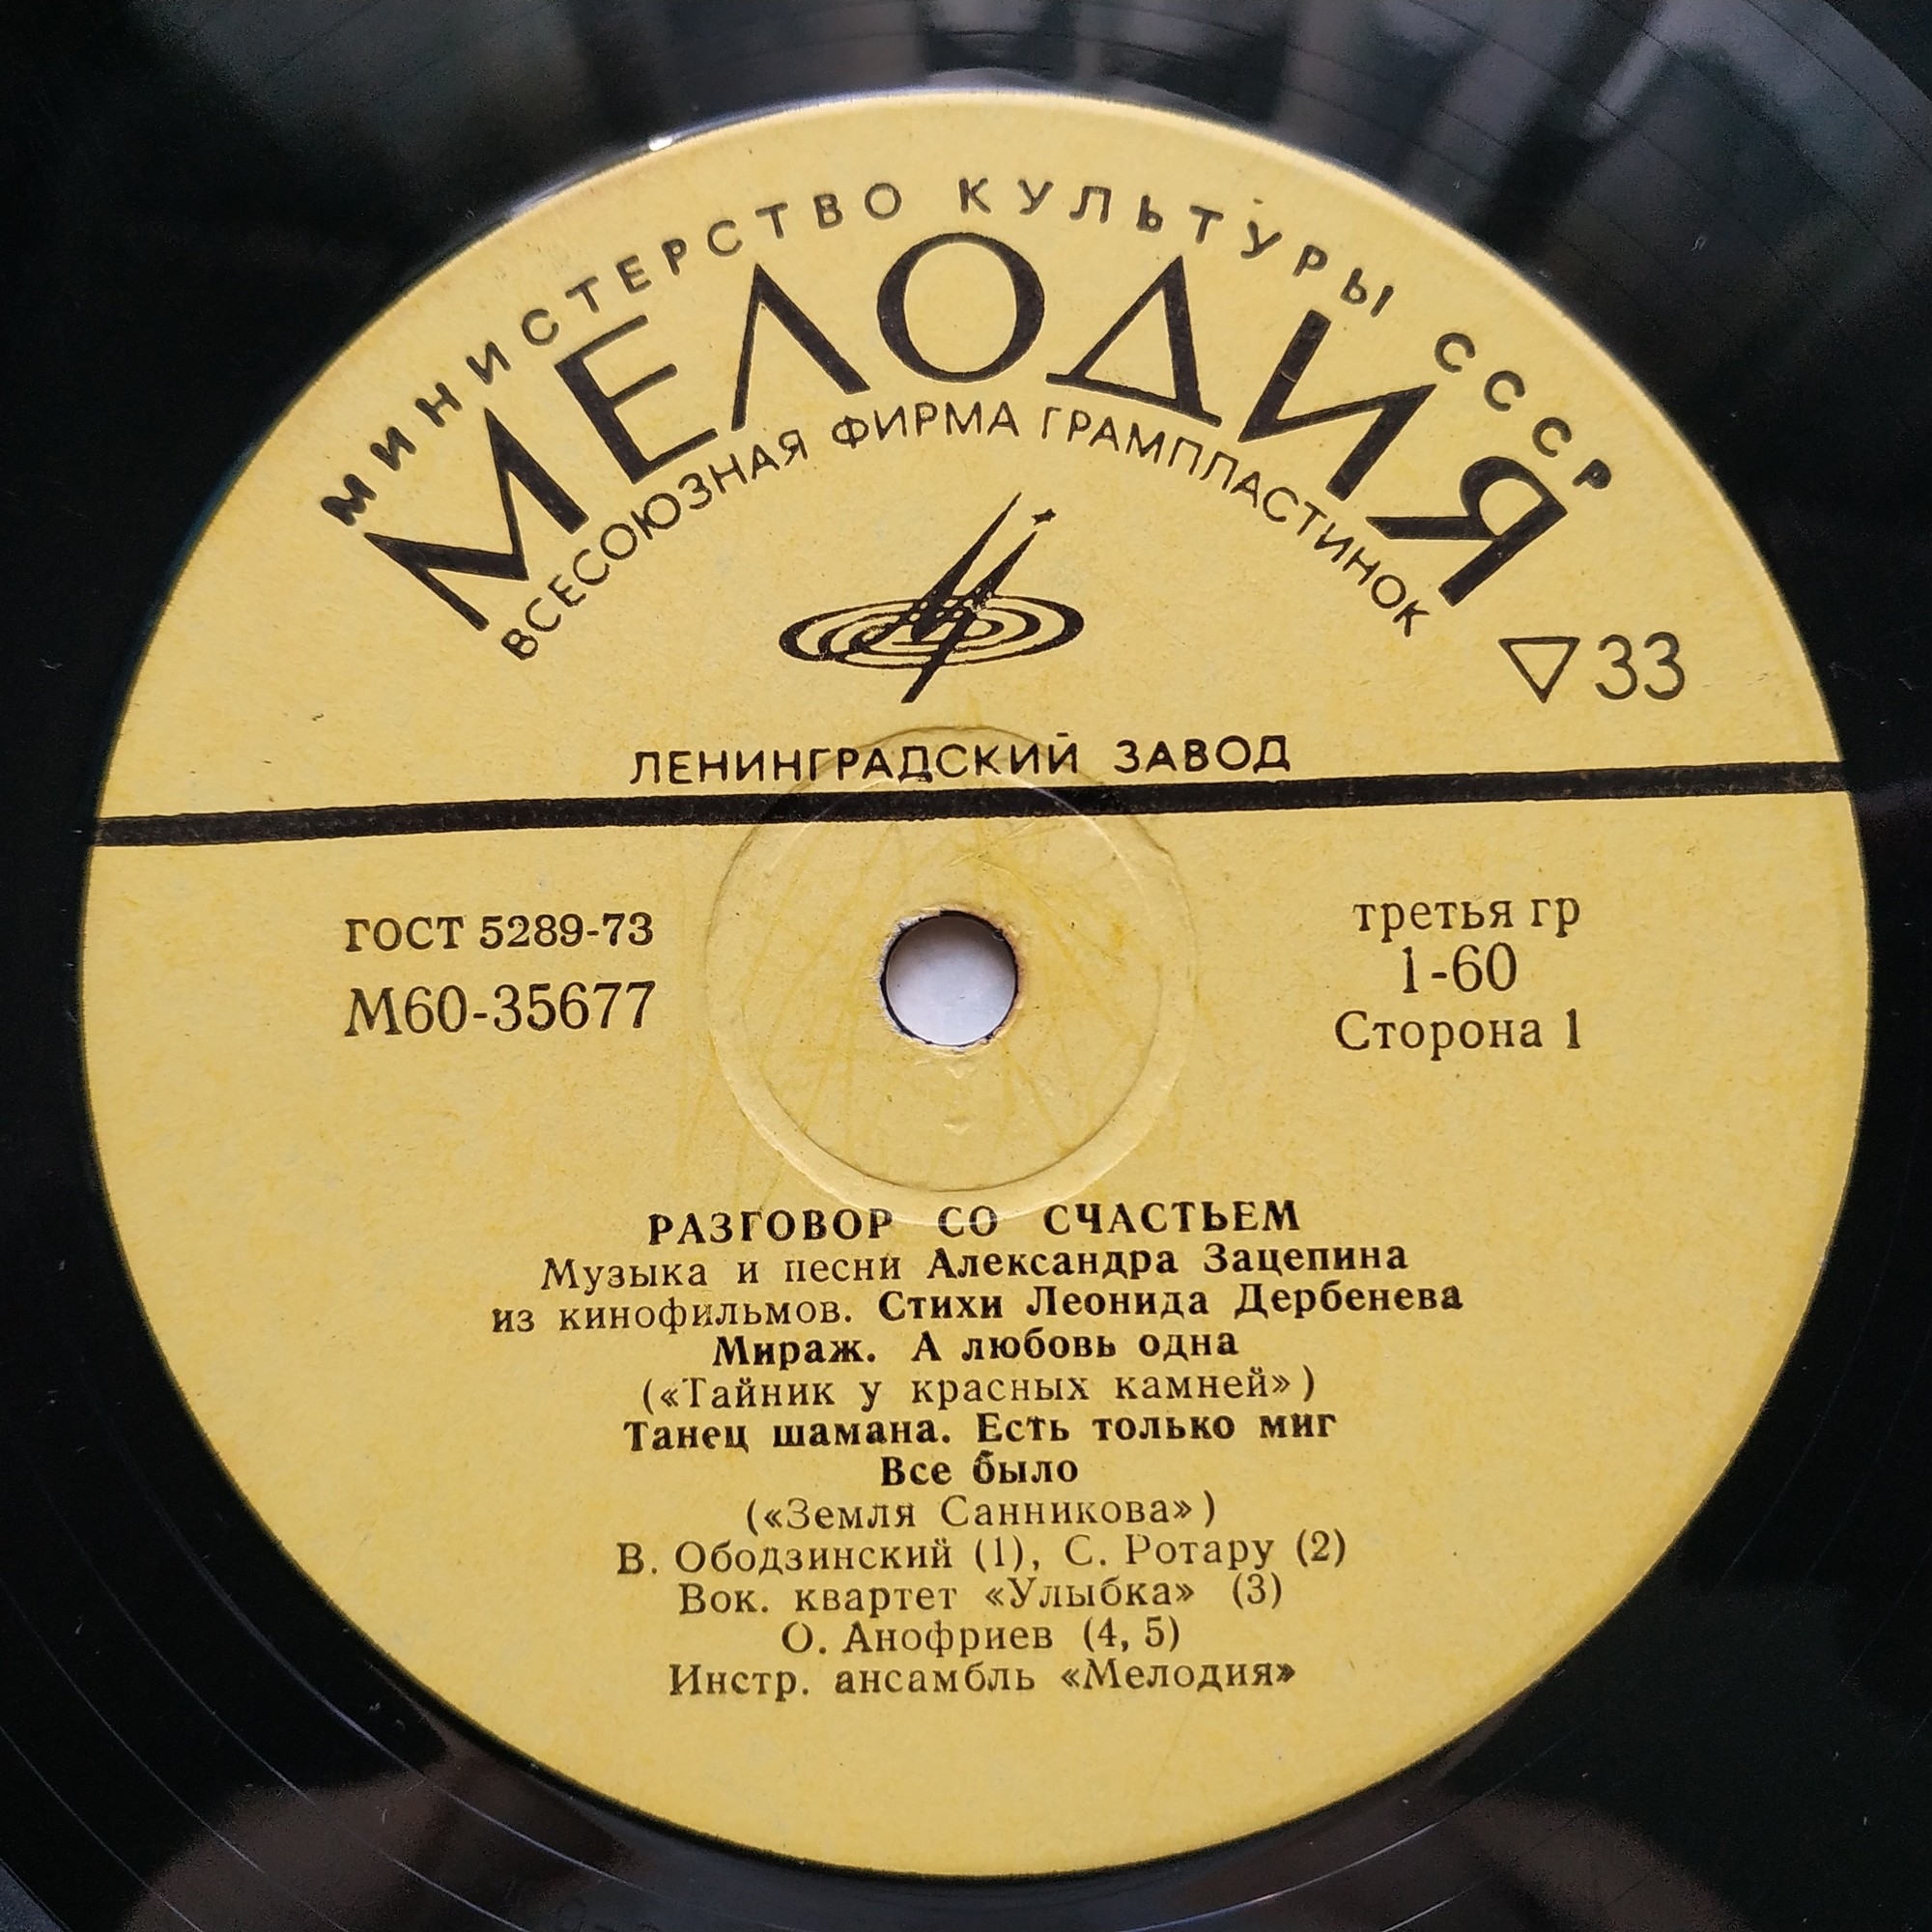 МИНИСТЕРСТВО КУЛЬТУРЫ СССР
МЕЛОДИЯ
ВСЕСОЮЗНАЯ ФИРМА ГРАМПЛАСТИНОК
33
ЛЕНИНГРАДСКИЙ ЗАВОД
ГОСТ 5289-73
М60-35677
третья гр
1-60
Сторона 1
РАЗГОВОР СО СЧАСТЬЕМ
Музыка и песни Александра Зацепина
из кинофильмов. Стихи Леонида Дербенева
Мираж. А любовь одна
(«Тайник у красных камней»)
Танец шамана. Есть только миг
Все было
(«Земля Санникова»)
В. Ободзинский (1), С. Ротару (2)
Вок. квартет «Улыбка» (3)
О. Анофриев (4, 5)
Инстр. ансамбль «Мелодия»